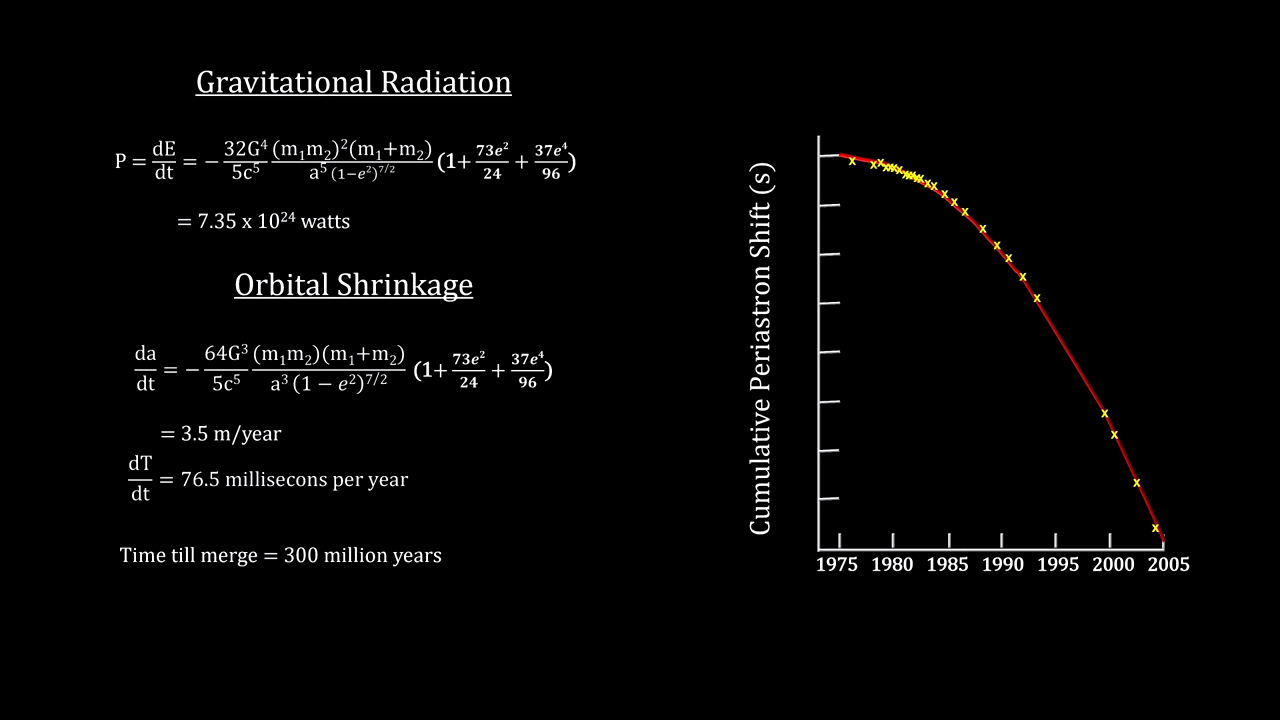 Gravitational Radiation
P = dE/dt = − 32G⁴/5c⁵ (m₁m₂)²(m₁+m₂)/a⁵(1−e²)^7/2 (1+ 73e²/24 + 37e⁴/96)
= 7.35 x 10²⁴ watts
Orbital Shrinkage
da/dt = − 64G³/5c⁵ (m₁m₂)(m₁+m₂)/a³(1 − e²)^7/2 (1+ 73e²/24 + 37e⁴/96)
= 3.5 m/year
dT/dt = 76.5 millisecons per year
Time till merge = 300 million years
Cumulative Periastron Shift (s)
1975 1980 1985 1990 1995 2000 2005